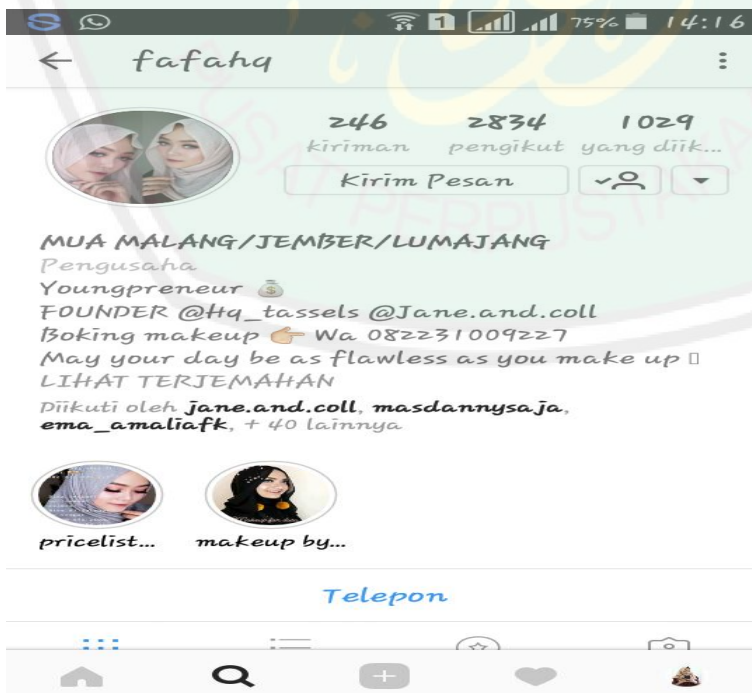 1 75% 14:16
fafahq
246 2834 1029
kiriman pengikut yang diik...
Kirim Pesan
MUA MALANG/JEMBER/LUMAJANG
Pengusaha
Youngpreneur 💰
FOUNDER @Hq_tassels @Jane.and.coll
Boking makeup 👉 Wa 082231009227
May your day be as flawless as you make up
LIHAT TERJEMAHAN
Diikuti oleh jane.and.coll, masdannysaja,
ema_amaliafk, + 40 lainnya
pricelist... makeup by...
Telepon